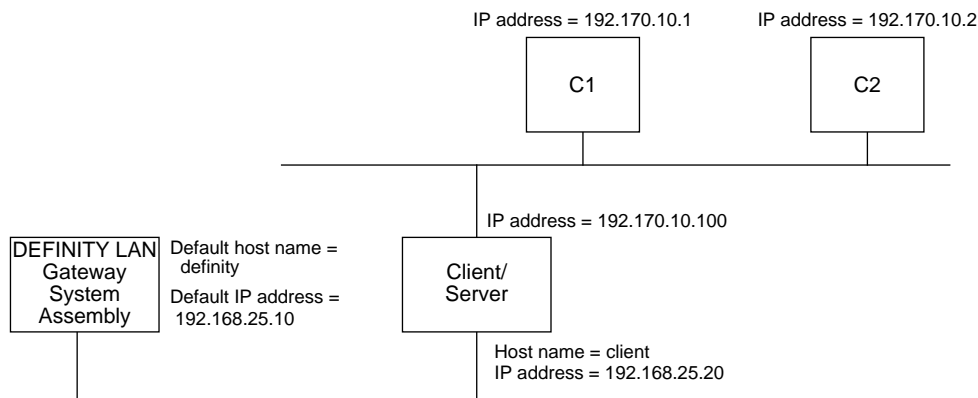 IP address = 192.170.10.1
IP address = 192.170.10.2
C1
C2
IP address = 192.170.10.100
DEFINITY LAN
Gateway
System
Assembly
Default host name =
definity
Default IP address =
192.168.25.10
Client/
Server
Host name = client
IP address = 192.168.25.20